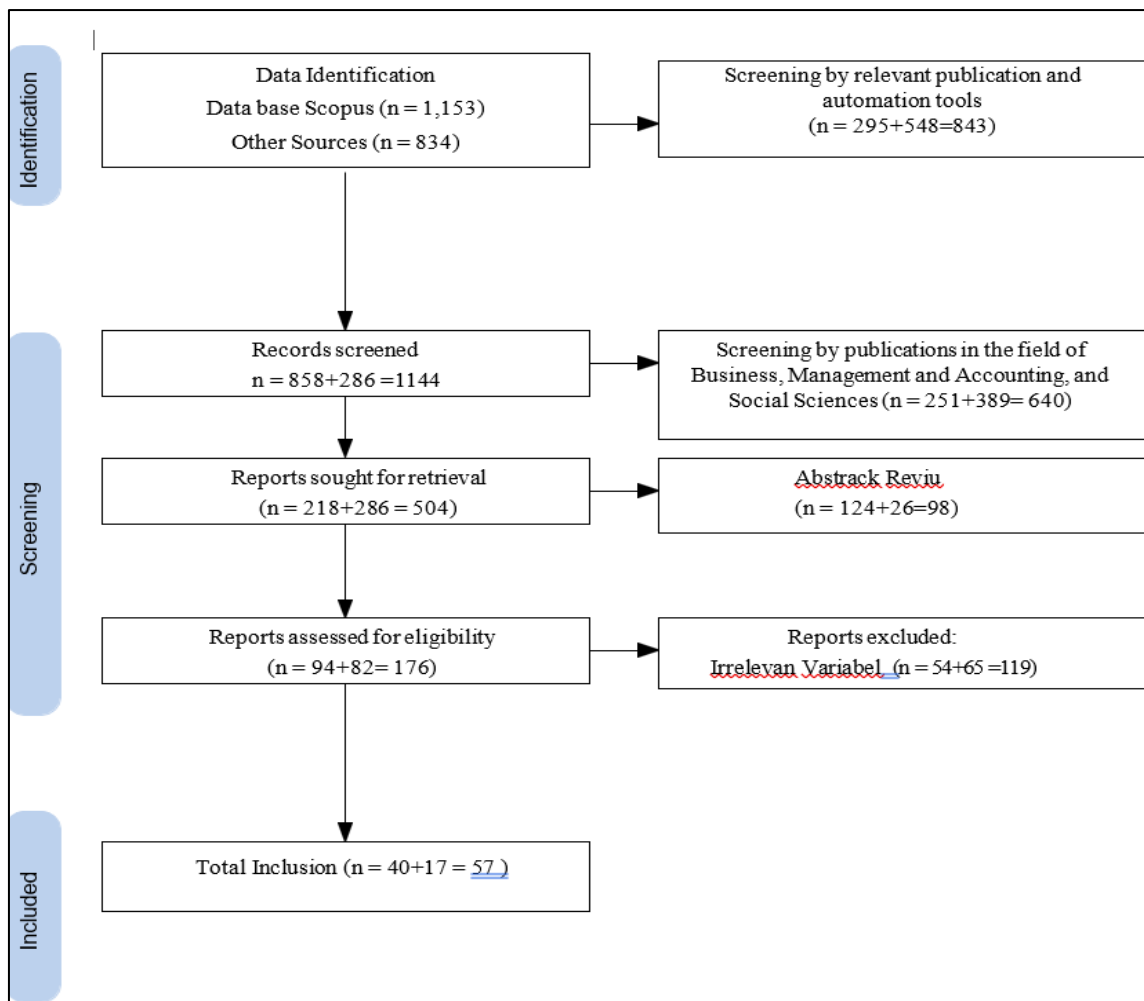 Identification
Data Identification
Data base Scopus (n = 1,153)
Other Sources (n = 834)
Screening by relevant publication and
automation tools
(n = 295+548=843)
Screening
Records screened
n = 858+286 =1144
Screening by publications in the field of
Business, Management and Accounting, and
Social Sciences (n = 251+389= 640)
Reports sought for retrieval
(n = 218+286 = 504)
Abstrack Reviu
(n = 124+26=98)
Reports assessed for eligibility
(n = 94+82= 176)
Reports excluded:
Irrelevan Variabel (n = 54+65 =119)
Included
Total Inclusion (n = 40+17 = 57 )